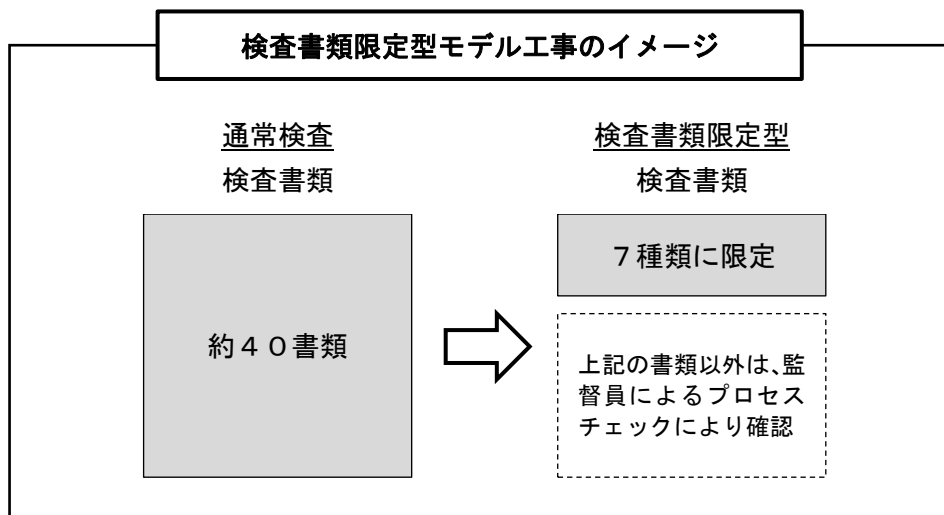 検査書類限定型モデル工事のイメージ
通常検査
検査書類
約４０書類
検査書類限定型
検査書類
７種類に限定
上記の書類以外は、監
督員によるプロセス
チェックにより確認